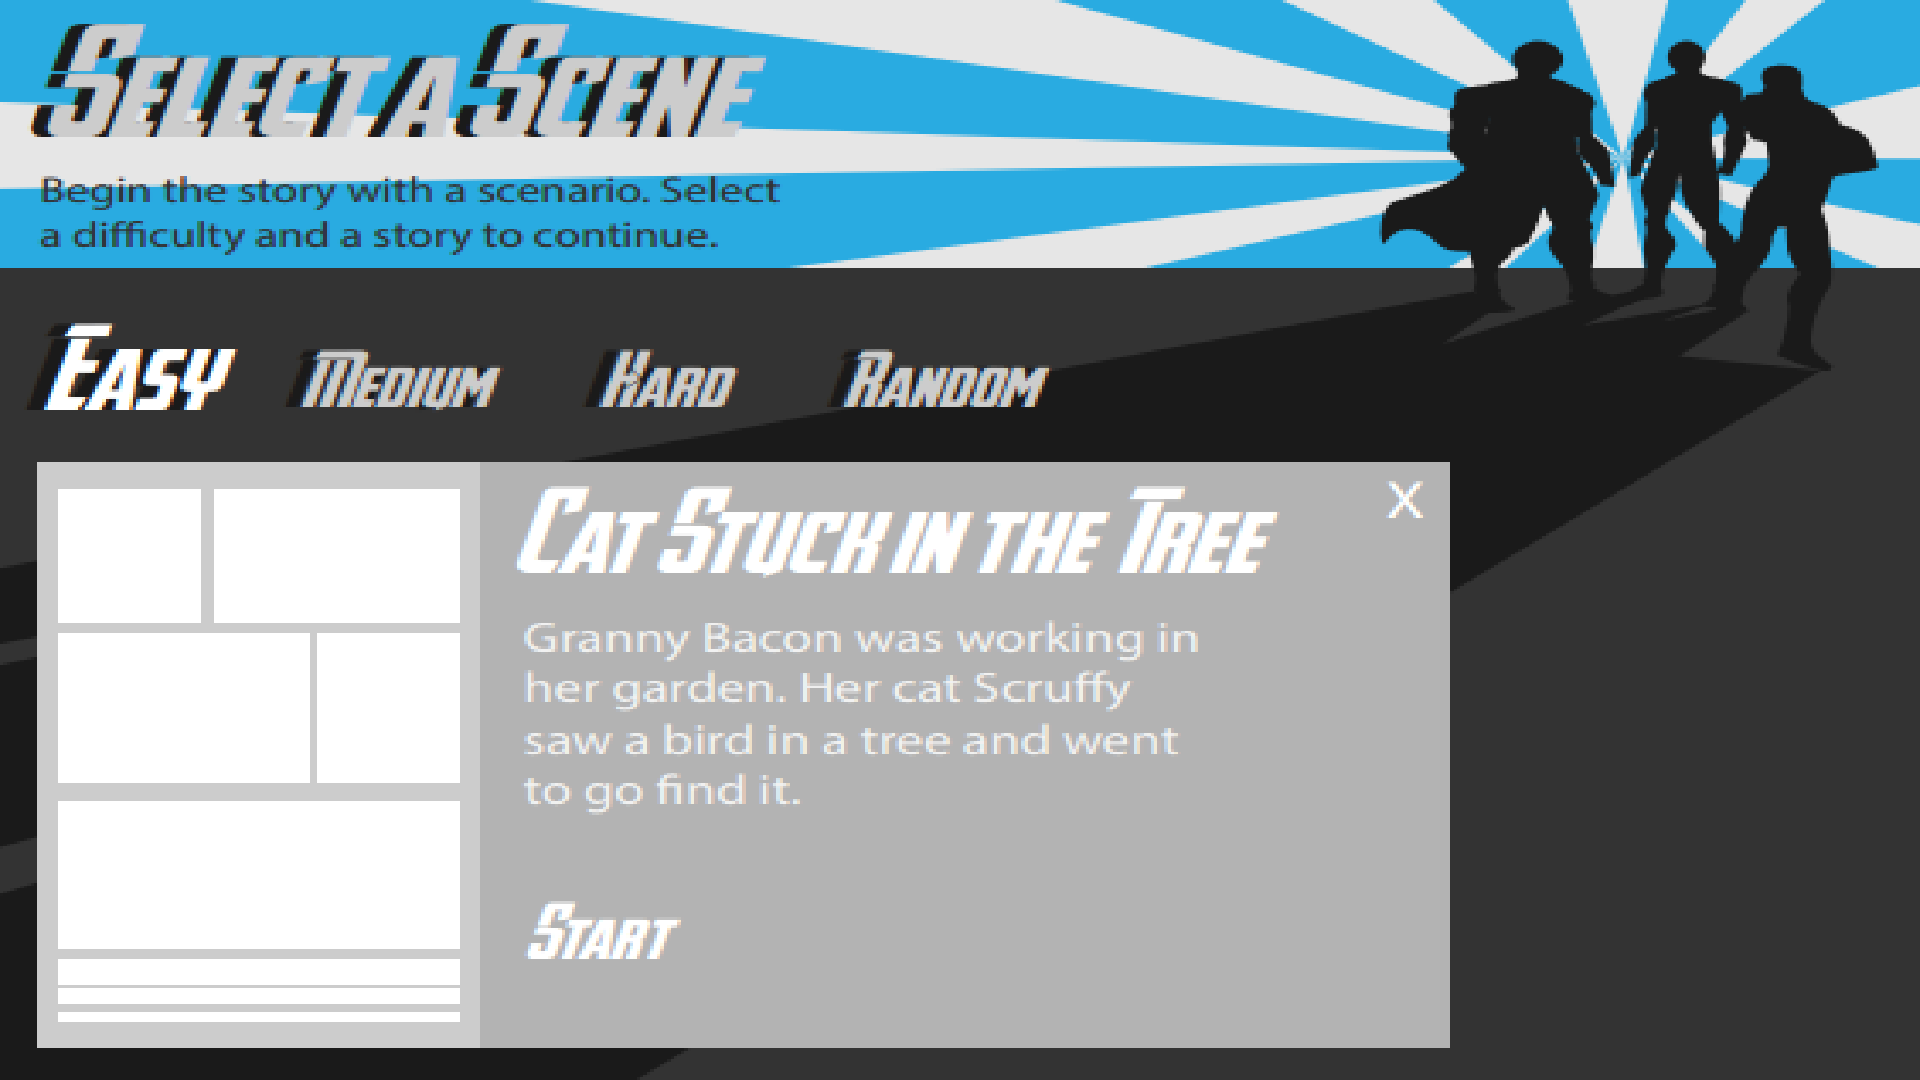 Select a Scene
Begin the story with a scenario. Select
a difficulty and a story to continue.
Easy Medium Hard Random
Cat Stuck in the Tree
X
Granny Bacon was working in
her garden. Her cat Scruffy
saw a bird in a tree and went
to go find it.
Start